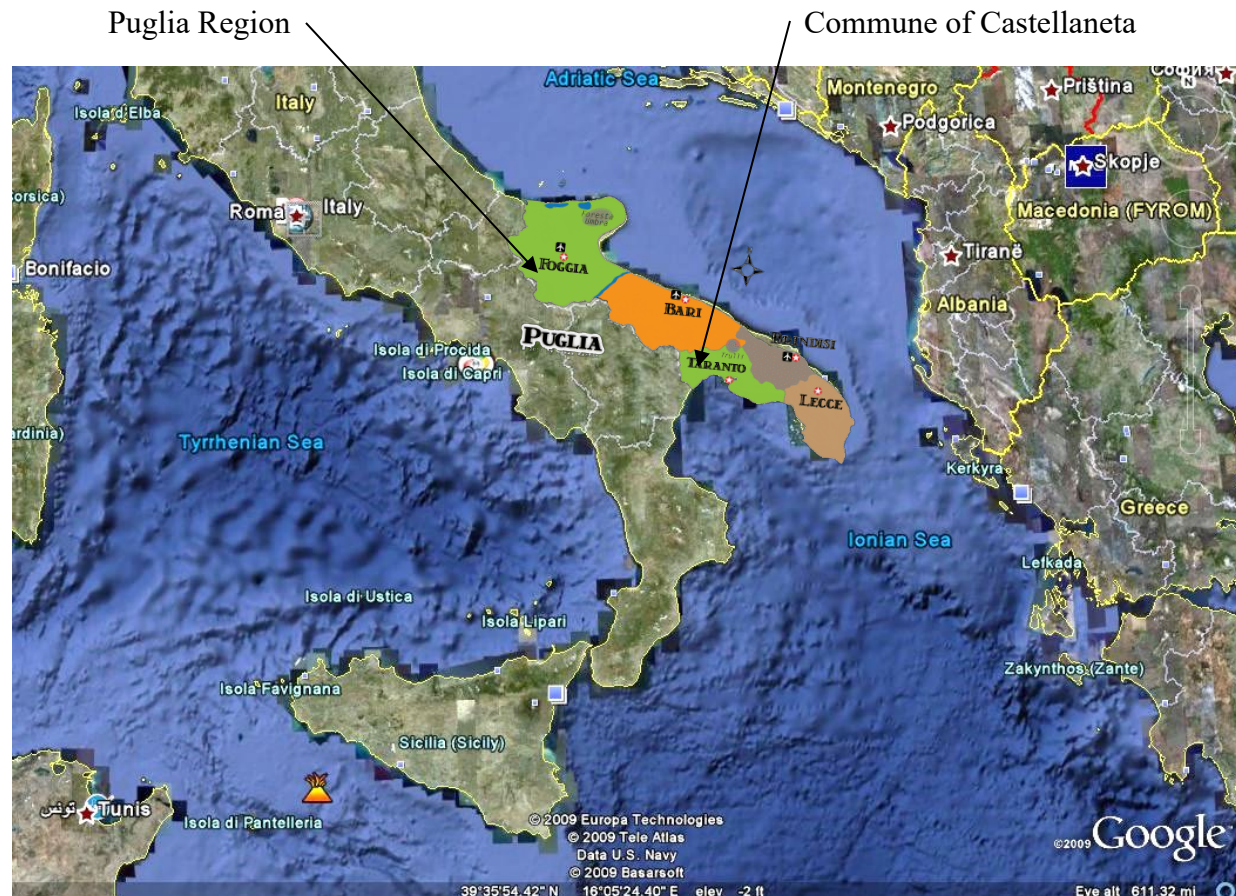 Puglia Region
Commune of Castellaneta
Adriatic Sea
Italy
Isola d'Elba
Montenegro
София
N
Priština
Podgorica
Skopje
Roma
Italy
Macedonia (FYROM)
Foresta
Umbra
Foggia
Tiranë
Bonifacio
Albania
Bari
Puglia
Brindisi
Isola di Procida
Isola di Capri
Trulli
Taranto
Lecce
Tyrrhenian Sea
Kerkyra
Greece
Ionian Sea
Lefkada
Isola di Ustica
Isola Lipari
Zakynthos (Zante)
Isola Favignana
Sicilia (Sicily)
تونس
Tunis
Isola di Pantelleria
© 2009 Europa Technologies
© 2009 Tele Atlas
Data U.S. Navy
© 2009 Basarsoft
©2009 Google
39°35'54.42" N 16°05'24.40" E elev -2 ft
Eye alt 611.32 mi